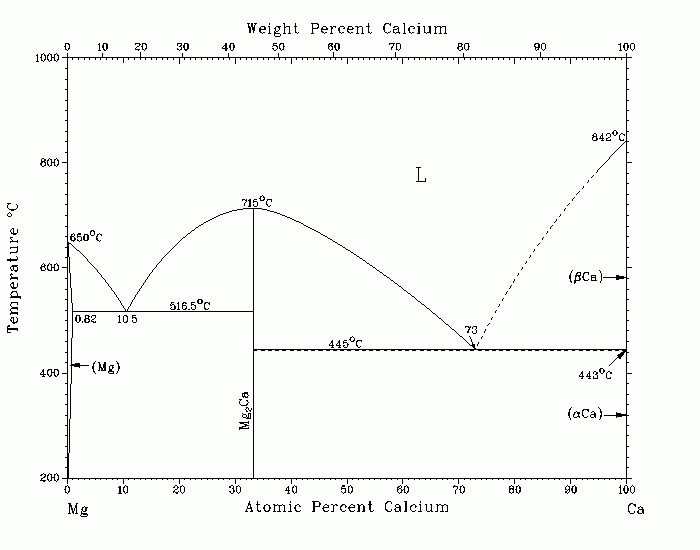 Weight Percent Calcium
0 10 20 30 40 50 60 70 80 90 100
1000
800
600
400
200
Temperature °C
L
842°C
715°C
650°C
(βCa)
516.5°C
0.82
10.5
73
445°C
443°C
(Mg)
(αCa)
Mg₂Ca
0 10 20 30 40 50 60 70 80 90 100
Mg
Atomic Percent Calcium
Ca